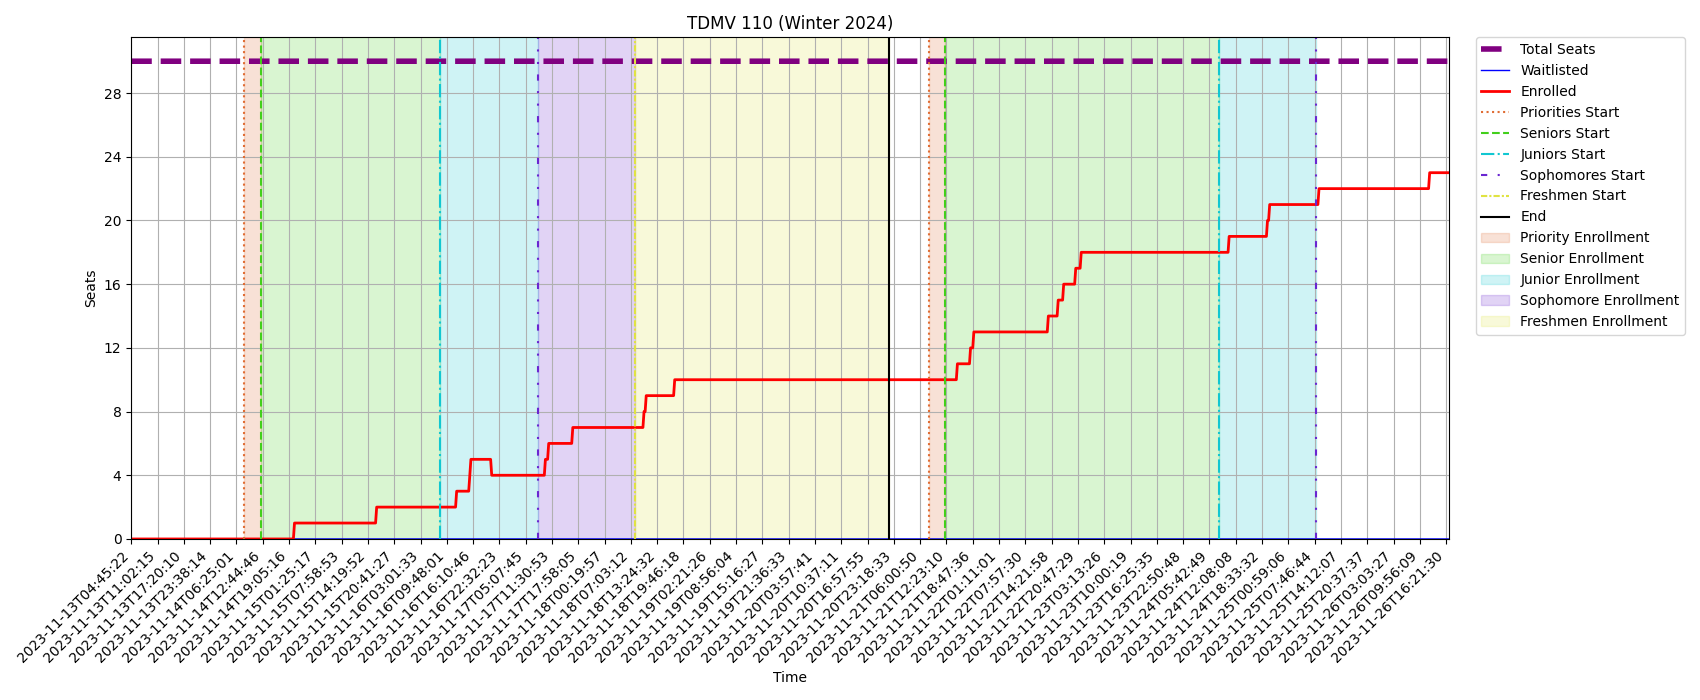 TDMV 110 (Winter 2024)
Seats
28
24
20
16
12
8
4
0
2023-11-13T04:45:22
2023-11-13T11:02:15
2023-11-13T17:20:10
2023-11-13T23:38:14
2023-11-14T06:25:01
2023-11-14T12:44:46
2023-11-14T19:05:16
2023-11-15T01:25:17
2023-11-15T07:58:53
2023-11-15T14:19:52
2023-11-15T20:41:27
2023-11-16T03:01:33
2023-11-16T09:48:01
2023-11-16T16:10:46
2023-11-16T22:32:23
2023-11-17T05:07:45
2023-11-17T11:30:53
2023-11-17T17:58:05
2023-11-18T00:19:57
2023-11-18T07:03:12
2023-11-18T13:24:32
2023-11-18T19:46:18
2023-11-19T02:21:26
2023-11-19T08:56:04
2023-11-19T15:16:27
2023-11-19T21:36:33
2023-11-20T03:57:41
2023-11-20T10:37:11
2023-11-20T16:57:55
2023-11-20T23:18:33
2023-11-21T06:00:50
2023-11-21T12:23:10
2023-11-21T18:47:36
2023-11-22T01:11:01
2023-11-22T07:57:30
2023-11-22T14:21:58
2023-11-22T20:47:29
2023-11-23T03:13:26
2023-11-23T10:00:19
2023-11-23T16:25:35
2023-11-23T22:50:48
2023-11-24T05:42:49
2023-11-24T12:08:08
2023-11-24T18:33:32
2023-11-25T00:59:06
2023-11-25T07:46:44
2023-11-25T14:12:07
2023-11-25T20:37:37
2023-11-26T03:03:27
2023-11-26T09:56:09
2023-11-26T16:21:30
Time
Total Seats
Waitlisted
Enrolled
Priorities Start
Seniors Start
Juniors Start
Sophomores Start
Freshmen Start
End
Priority Enrollment
Senior Enrollment
Junior Enrollment
Sophomore Enrollment
Freshmen Enrollment